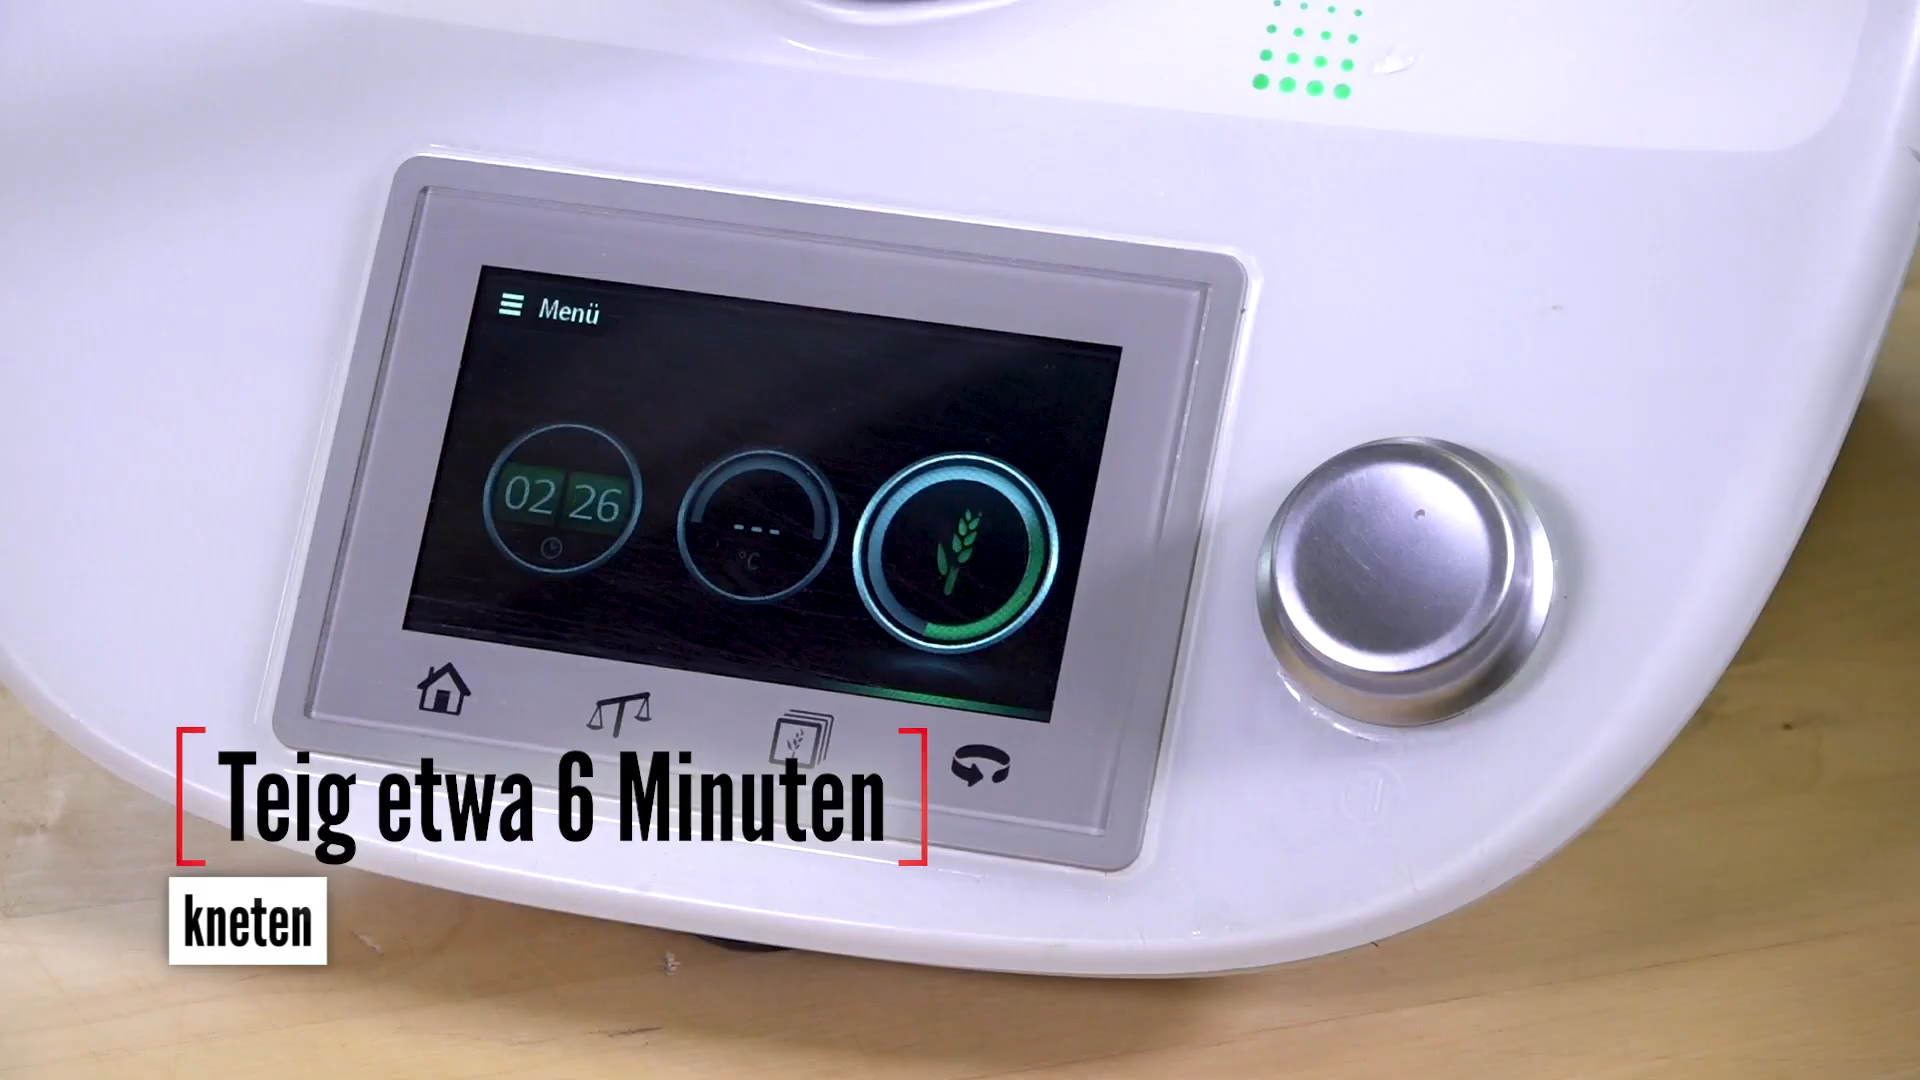 Menü
02 26
---
°C
Teig etwa 6 Minuten
kneten